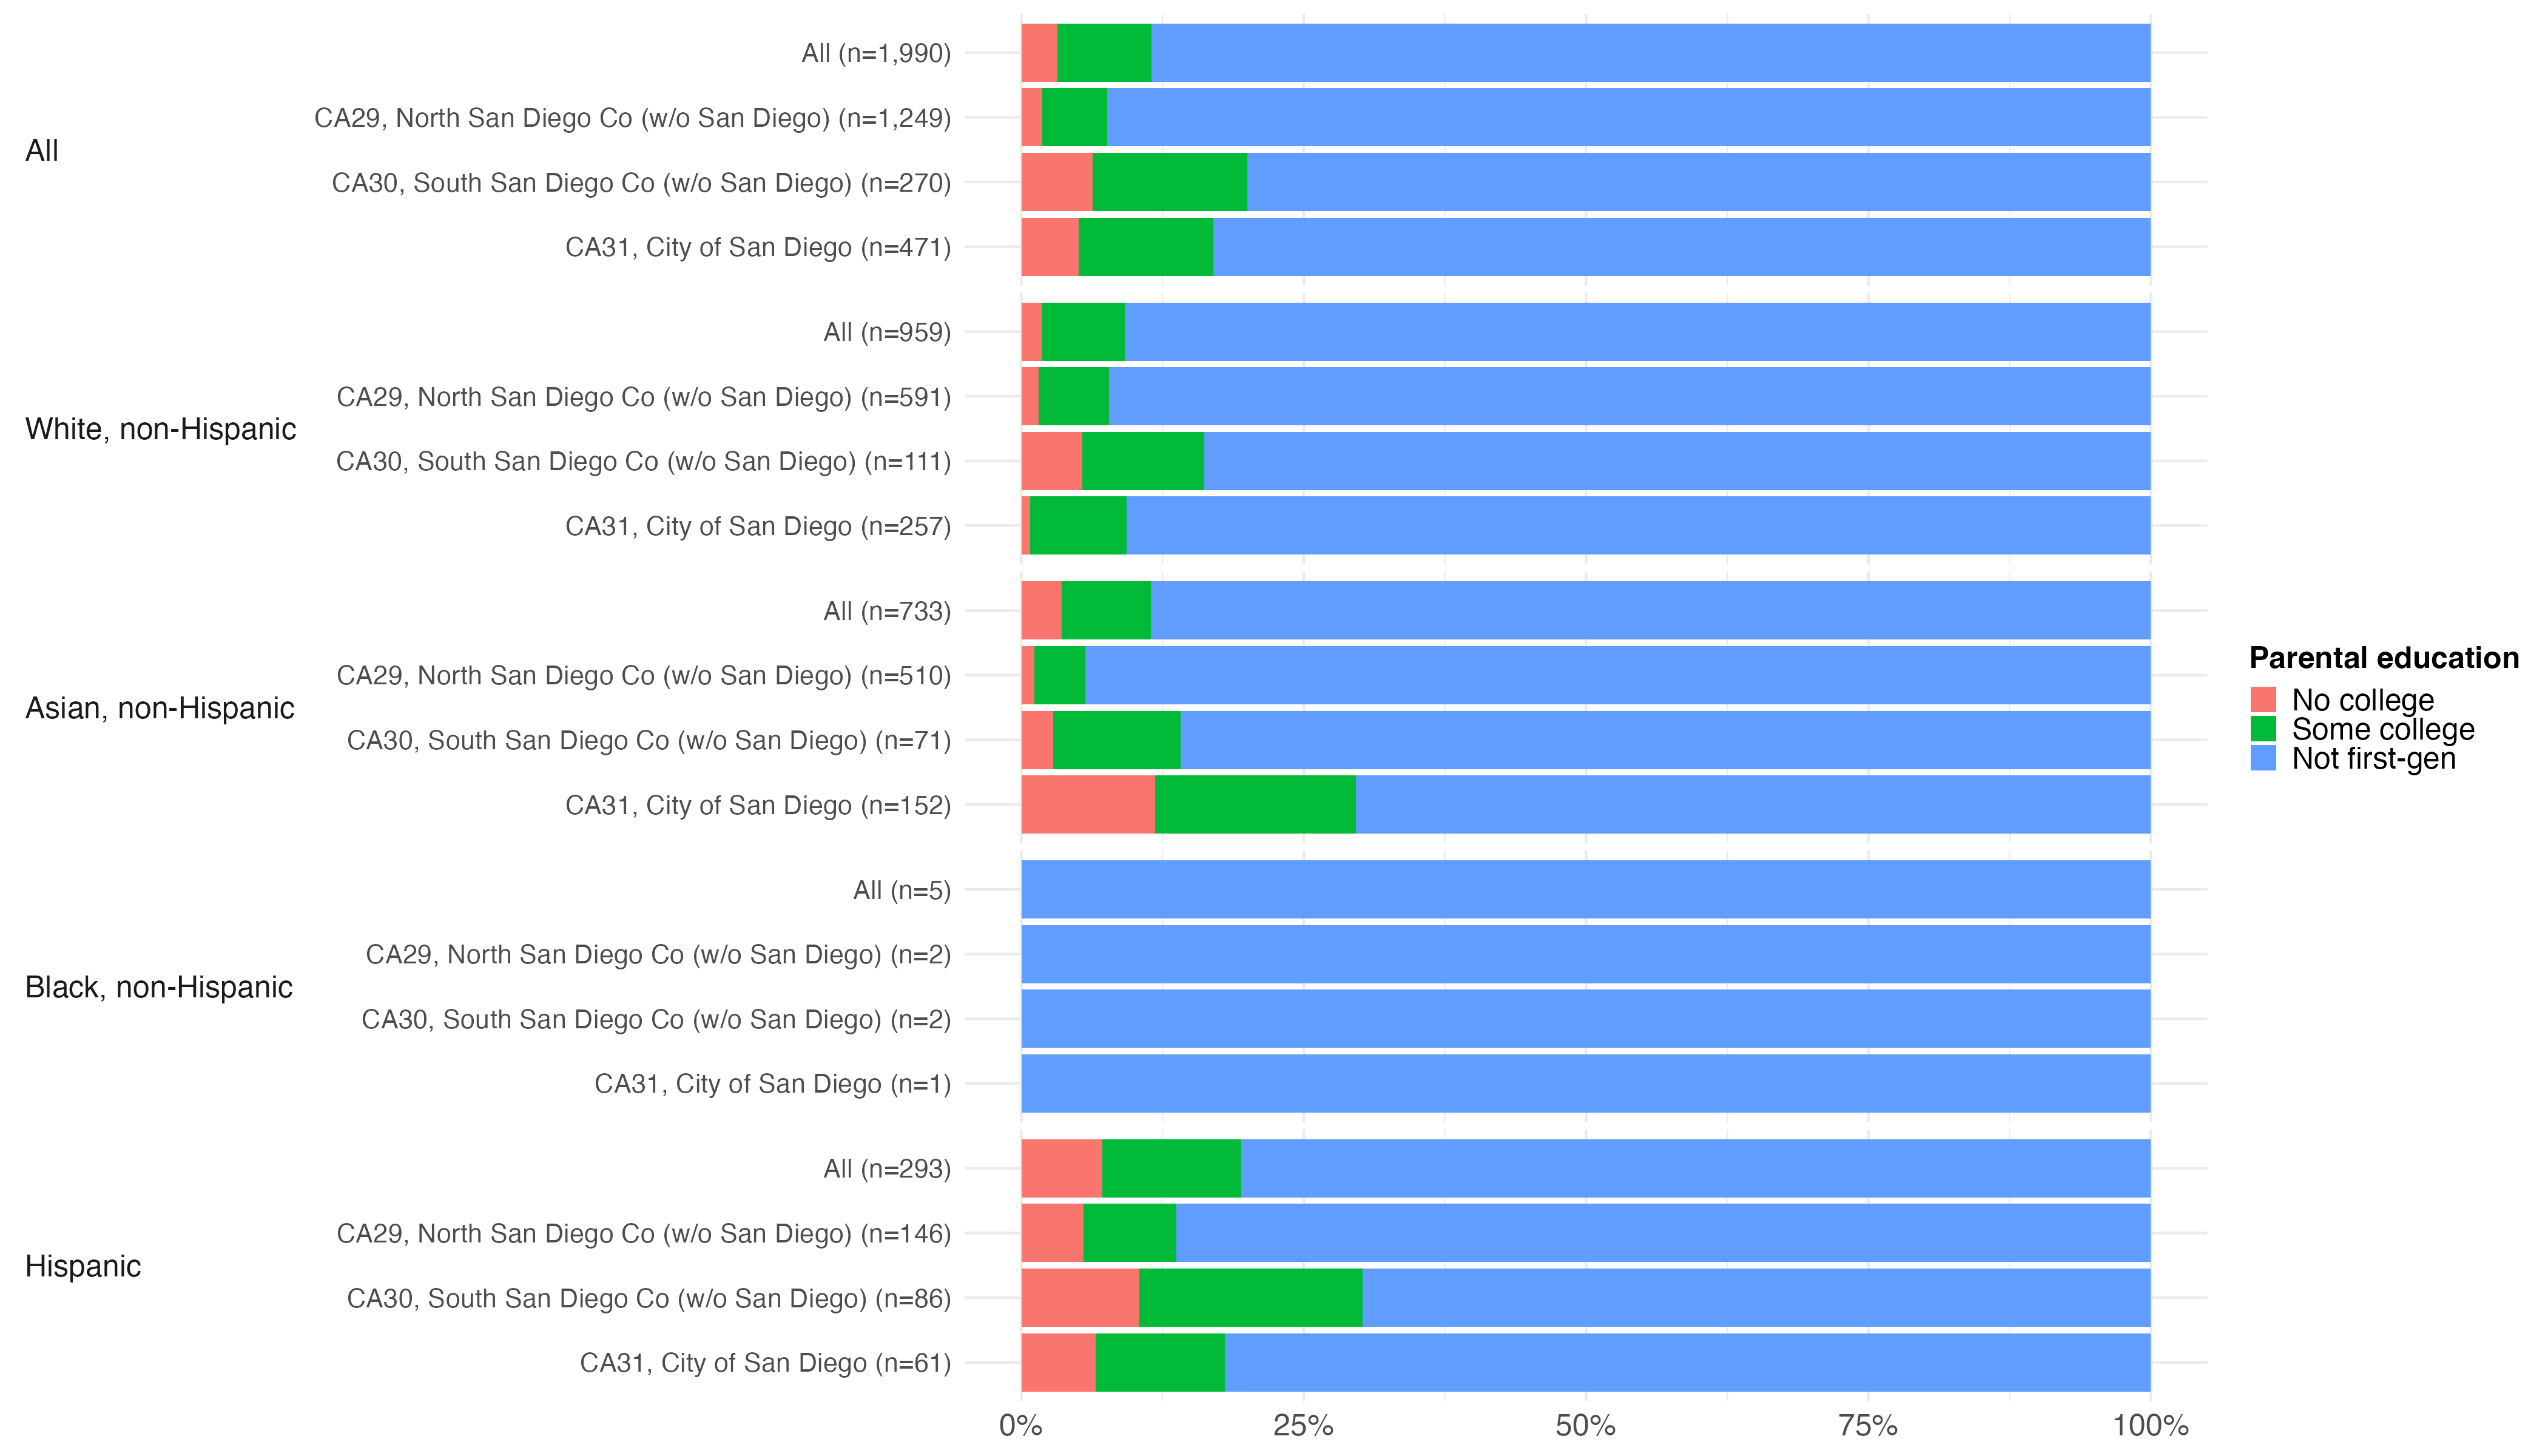 All
All (n=1,990)
CA29, North San Diego Co (w/o San Diego) (n=1,249)
CA30, South San Diego Co (w/o San Diego) (n=270)
CA31, City of San Diego (n=471)
White, non-Hispanic
All (n=959)
CA29, North San Diego Co (w/o San Diego) (n=591)
CA30, South San Diego Co (w/o San Diego) (n=111)
CA31, City of San Diego (n=257)
Asian, non-Hispanic
All (n=733)
CA29, North San Diego Co (w/o San Diego) (n=510)
CA30, South San Diego Co (w/o San Diego) (n=71)
CA31, City of San Diego (n=152)
Black, non-Hispanic
All (n=5)
CA29, North San Diego Co (w/o San Diego) (n=2)
CA30, South San Diego Co (w/o San Diego) (n=2)
CA31, City of San Diego (n=1)
Hispanic
All (n=293)
CA29, North San Diego Co (w/o San Diego) (n=146)
CA30, South San Diego Co (w/o San Diego) (n=86)
CA31, City of San Diego (n=61)
0% 25% 50% 75% 100%
Parental education
No college
Some college
Not first-gen